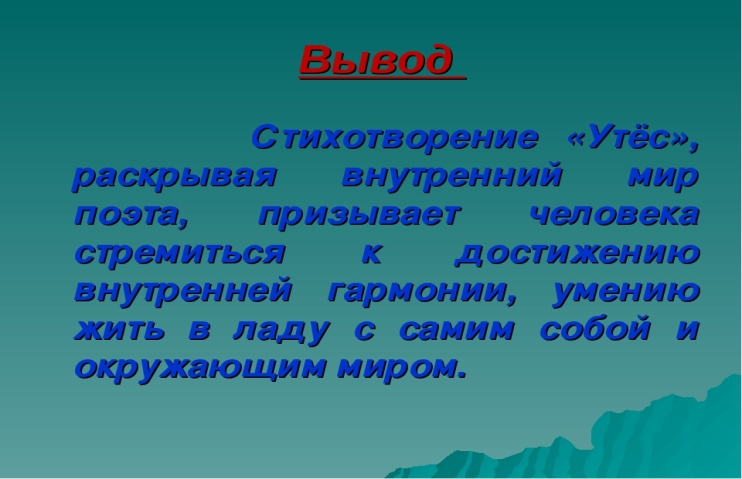 Вывод
Стихотворение «Утёс»,
раскрывая внутренний мир
поэта, призывает человека
стремиться к достижению
внутренней гармонии, умению
жить в ладу с самим собой и
окружающим миром.